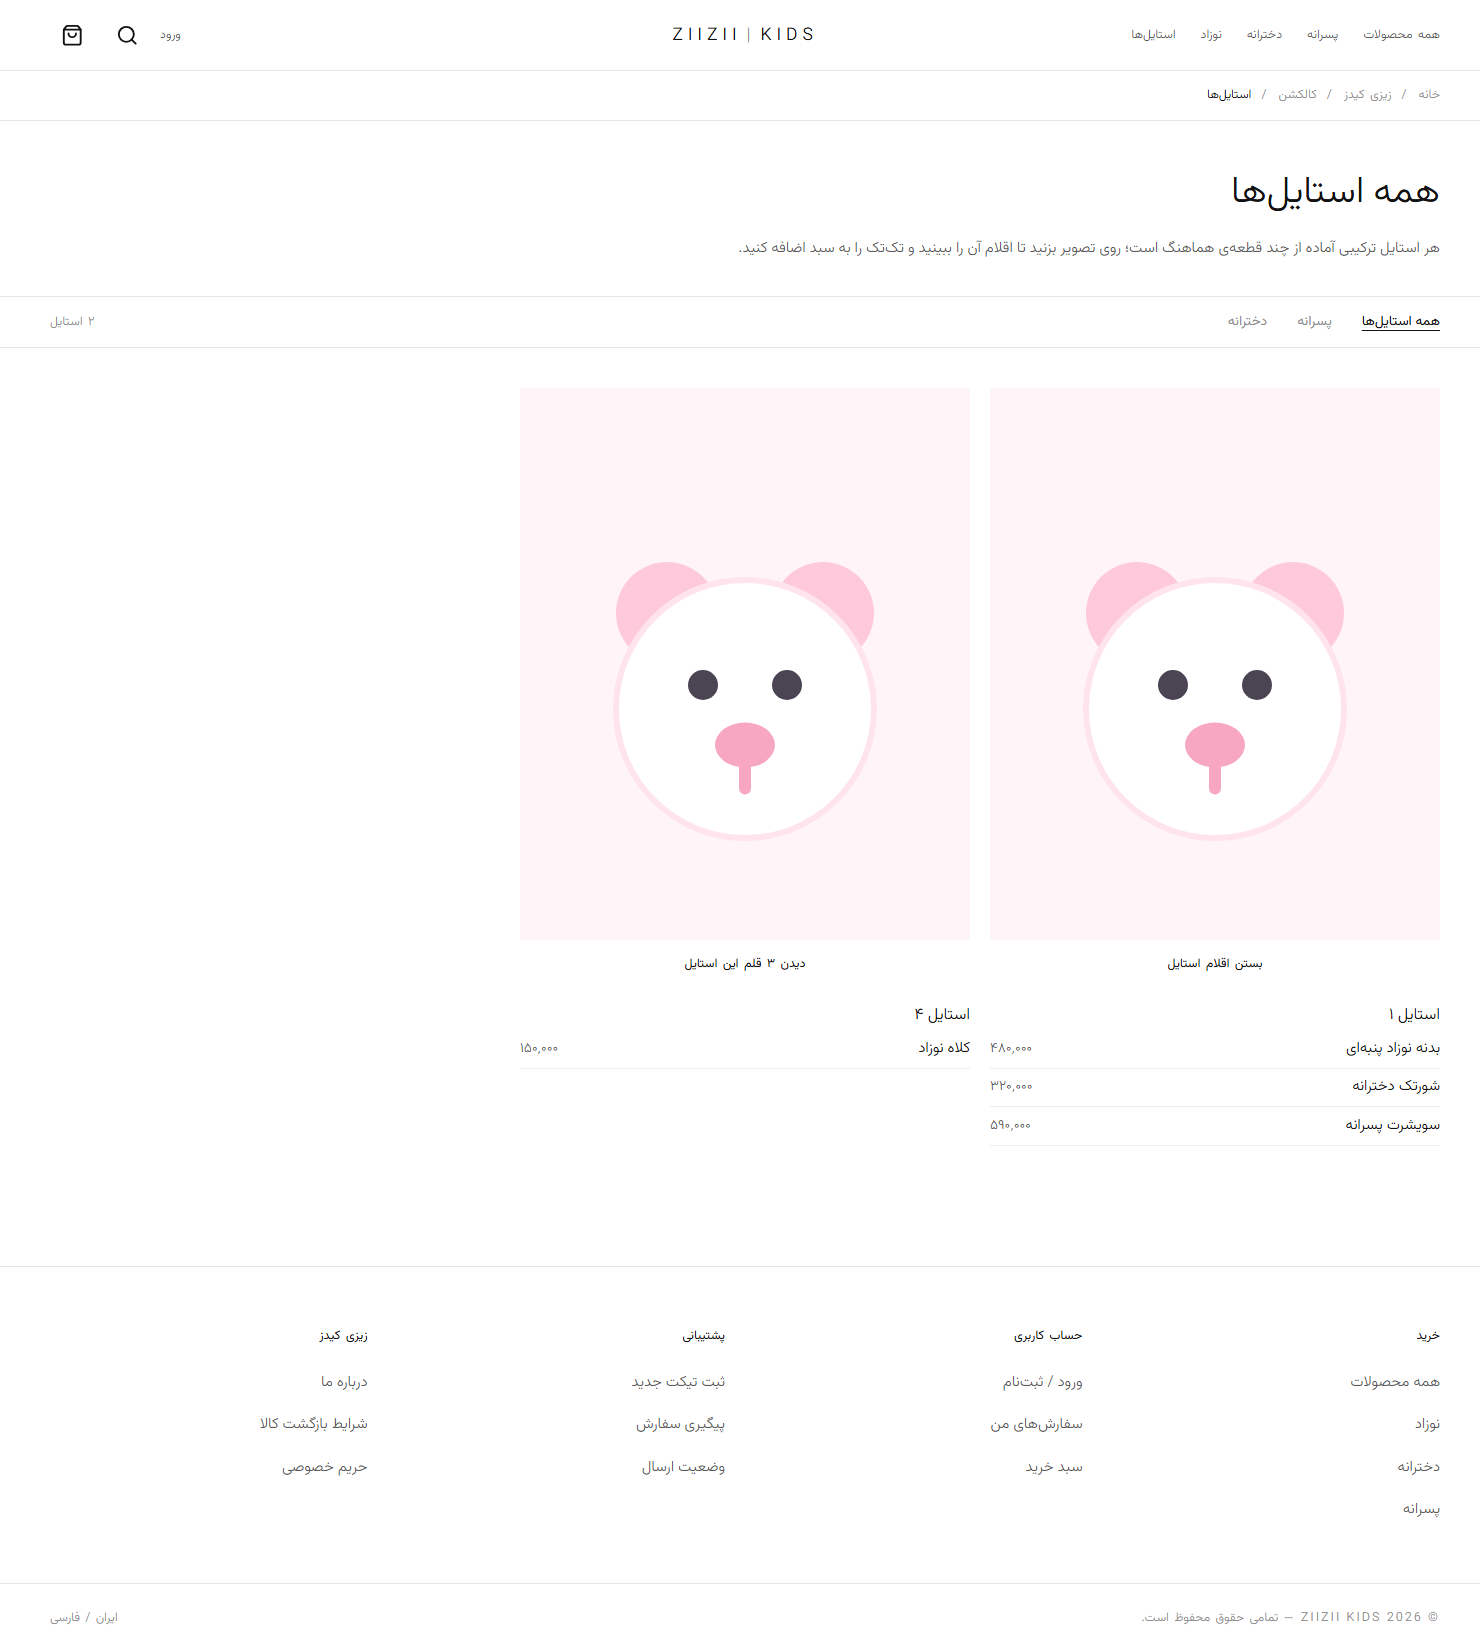 همه محصولات پسرانه دخترانه نوزاد استایل‌ها ZIIZII | KIDS ورود
خانه / زیزی کیدز / کالکشن / استایل‌ها
همه استایل‌ها
هر استایل ترکیبی آماده از چند قطعه‌ی هماهنگ است؛ روی تصویر بزنید تا اقلام آن را ببینید و تک‌تک را به سبد اضافه کنید.
همه استایل‌ها پسرانه دخترانه ۲ استایل
بستن اقلام استایل
استایل ۱
بدنه نوزاد پنبه‌ای ۴۸۰,۰۰۰
شورتک دخترانه ۳۲۰,۰۰۰
سویشرت پسرانه ۵۹۰,۰۰۰
دیدن ۳ قلم این استایل
استایل ۴
کلاه نوزاد ۱۵۰,۰۰۰
خرید
همه محصولات
نوزاد
دخترانه
پسرانه
حساب کاربری
ورود / ثبت‌نام
سفارش‌های من
سبد خرید
پشتیبانی
ثبت تیکت جدید
پیگیری سفارش
وضعیت ارسال
زیزی کیدز
درباره ما
شرایط بازگشت کالا
حریم خصوصی
© 2026 ZIIZII KIDS — تمامی حقوق محفوظ است.
ایران / فارسی